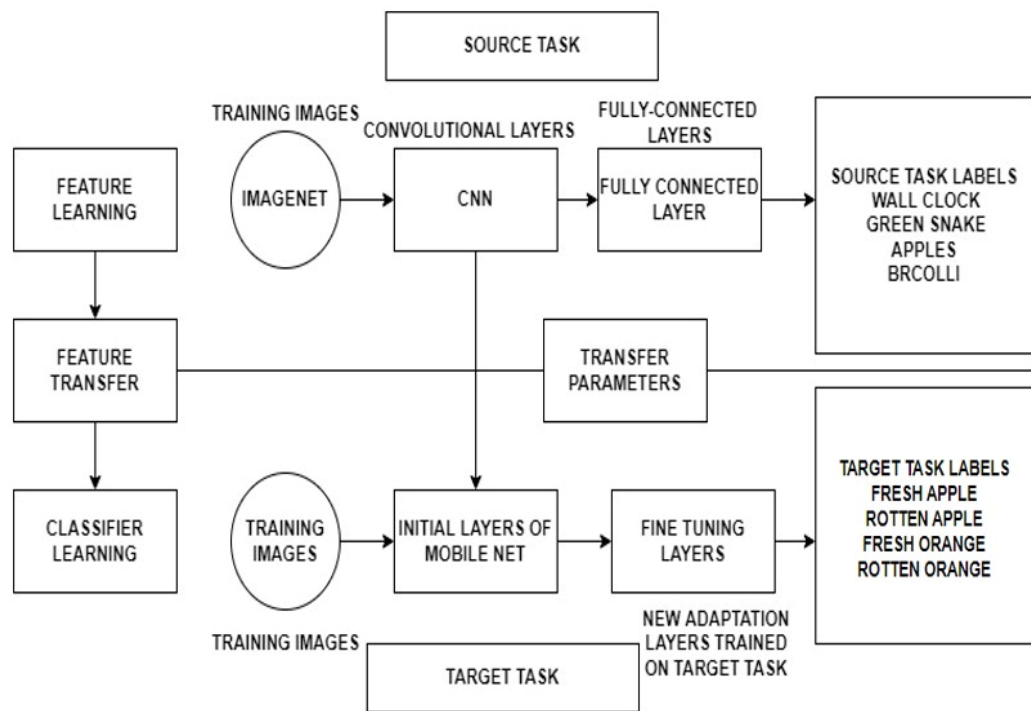 SOURCE TASK
TRAINING IMAGES
CONVOLUTIONAL LAYERS
FULLY-CONNECTED
LAYERS
FEATURE
LEARNING
IMAGENET
CNN
FULLY CONNECTED
LAYER
SOURCE TASK LABELS
WALL CLOCK
GREEN SNAKE
APPLES
BRCOLLI
FEATURE
TRANSFER
TRANSFER
PARAMETERS
CLASSIFIER
LEARNING
TRAINING
IMAGES
INITIAL LAYERS OF
MOBILE NET
FINE TUNING
LAYERS
TARGET TASK LABELS
FRESH APPLE
ROTTEN APPLE
FRESH ORANGE
ROTTEN ORANGE
TRAINING IMAGES
NEW ADAPTATION
LAYERS TRAINED
ON TARGET TASK
TARGET TASK